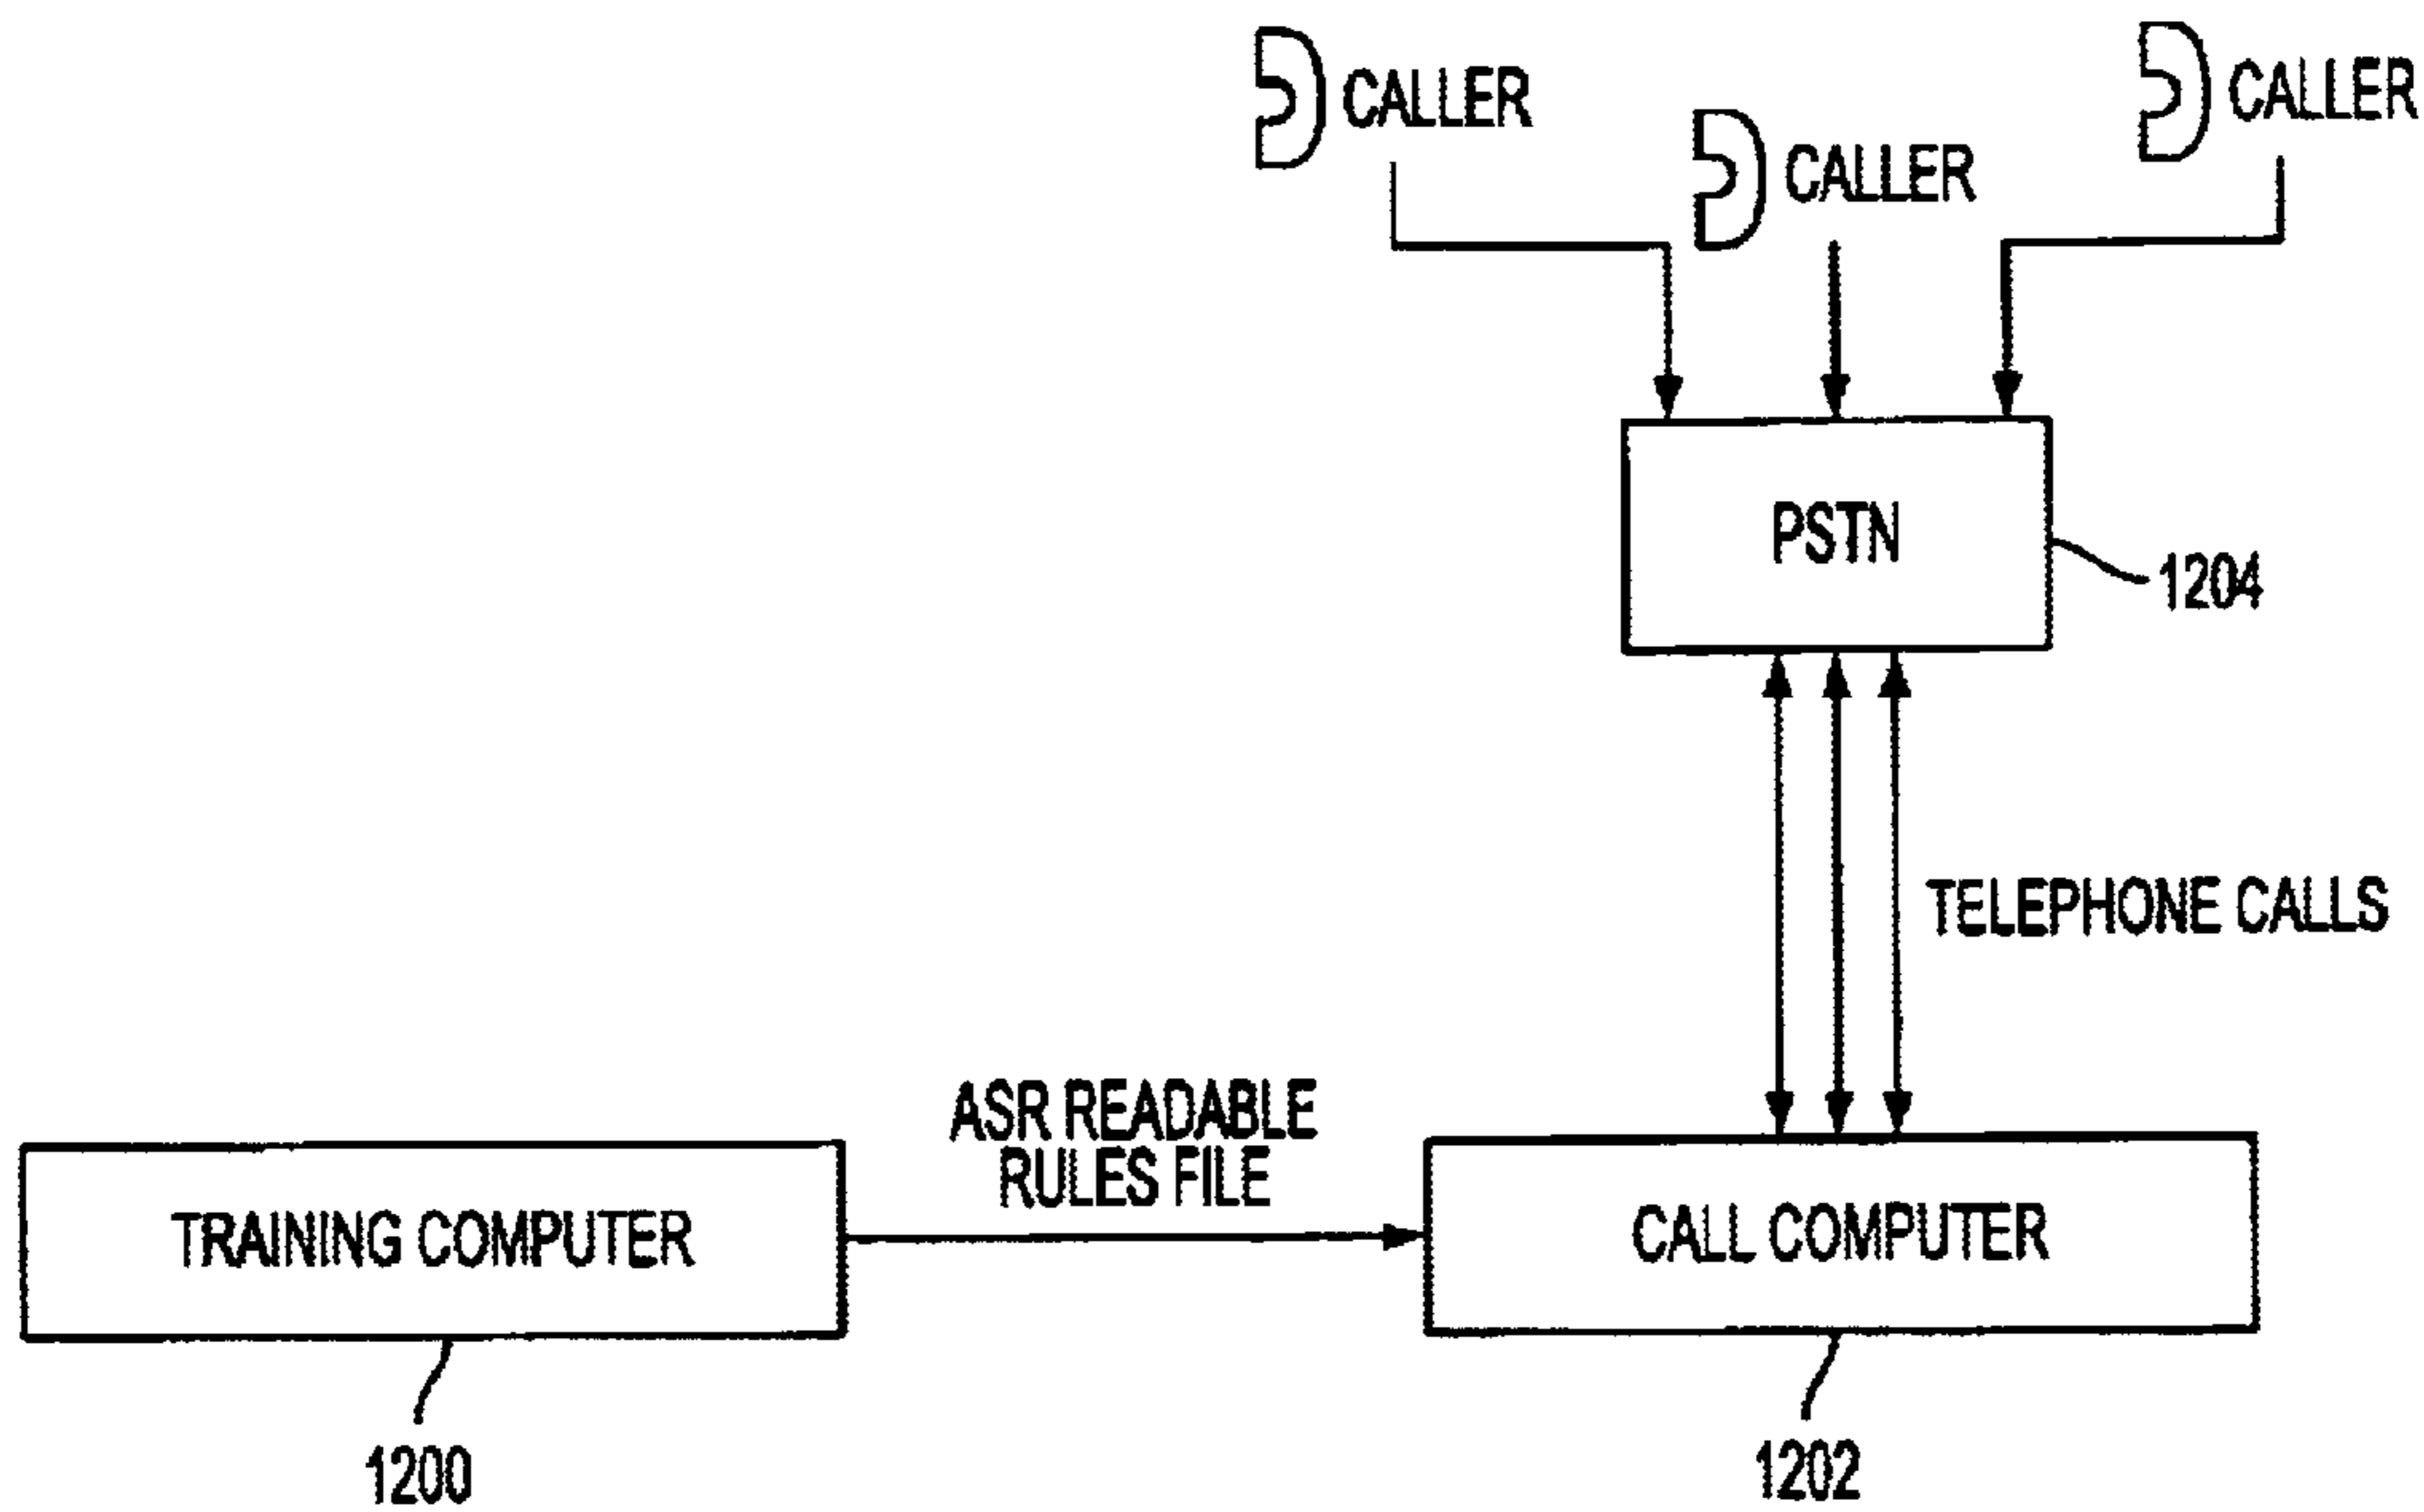 CALLER
CALLER
CALLER
PSTN
1204
TELEPHONE CALLS
ASR READABLE
RULES FILE
TRAINING COMPUTER
CALL COMPUTER
1200
1202